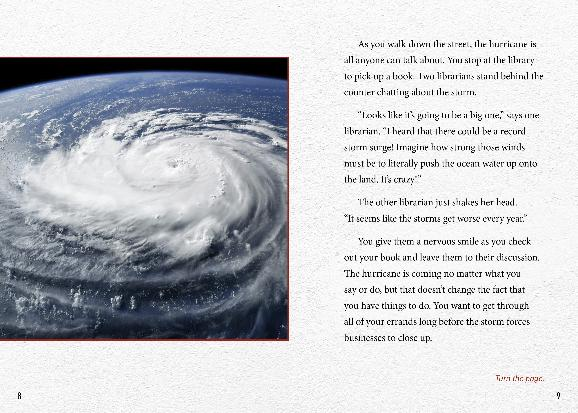 As you walk down the street, the hurricane is
all anyone can talk about. You stop at the library
to pick up a book. Two librarians stand behind the
counter chatting about the storm.
“Looks like it’s going to be a big one,” says one
librarian. “I heard that there could be a record
storm surge! Imagine how strong those winds
must be to literally push the ocean water up onto
the land. It’s crazy!”
The other librarian just shakes her head.
“It seems like the storms get worse every year.”
You give them a nervous smile as you check
out your book and leave them to their discussion.
The hurricane is coming no matter what you
say or do, but that doesn’t change the fact that
you have things to do. You want to get through
all of your errands long before the storm forces
businesses to close up.
Turn the page.
8
9